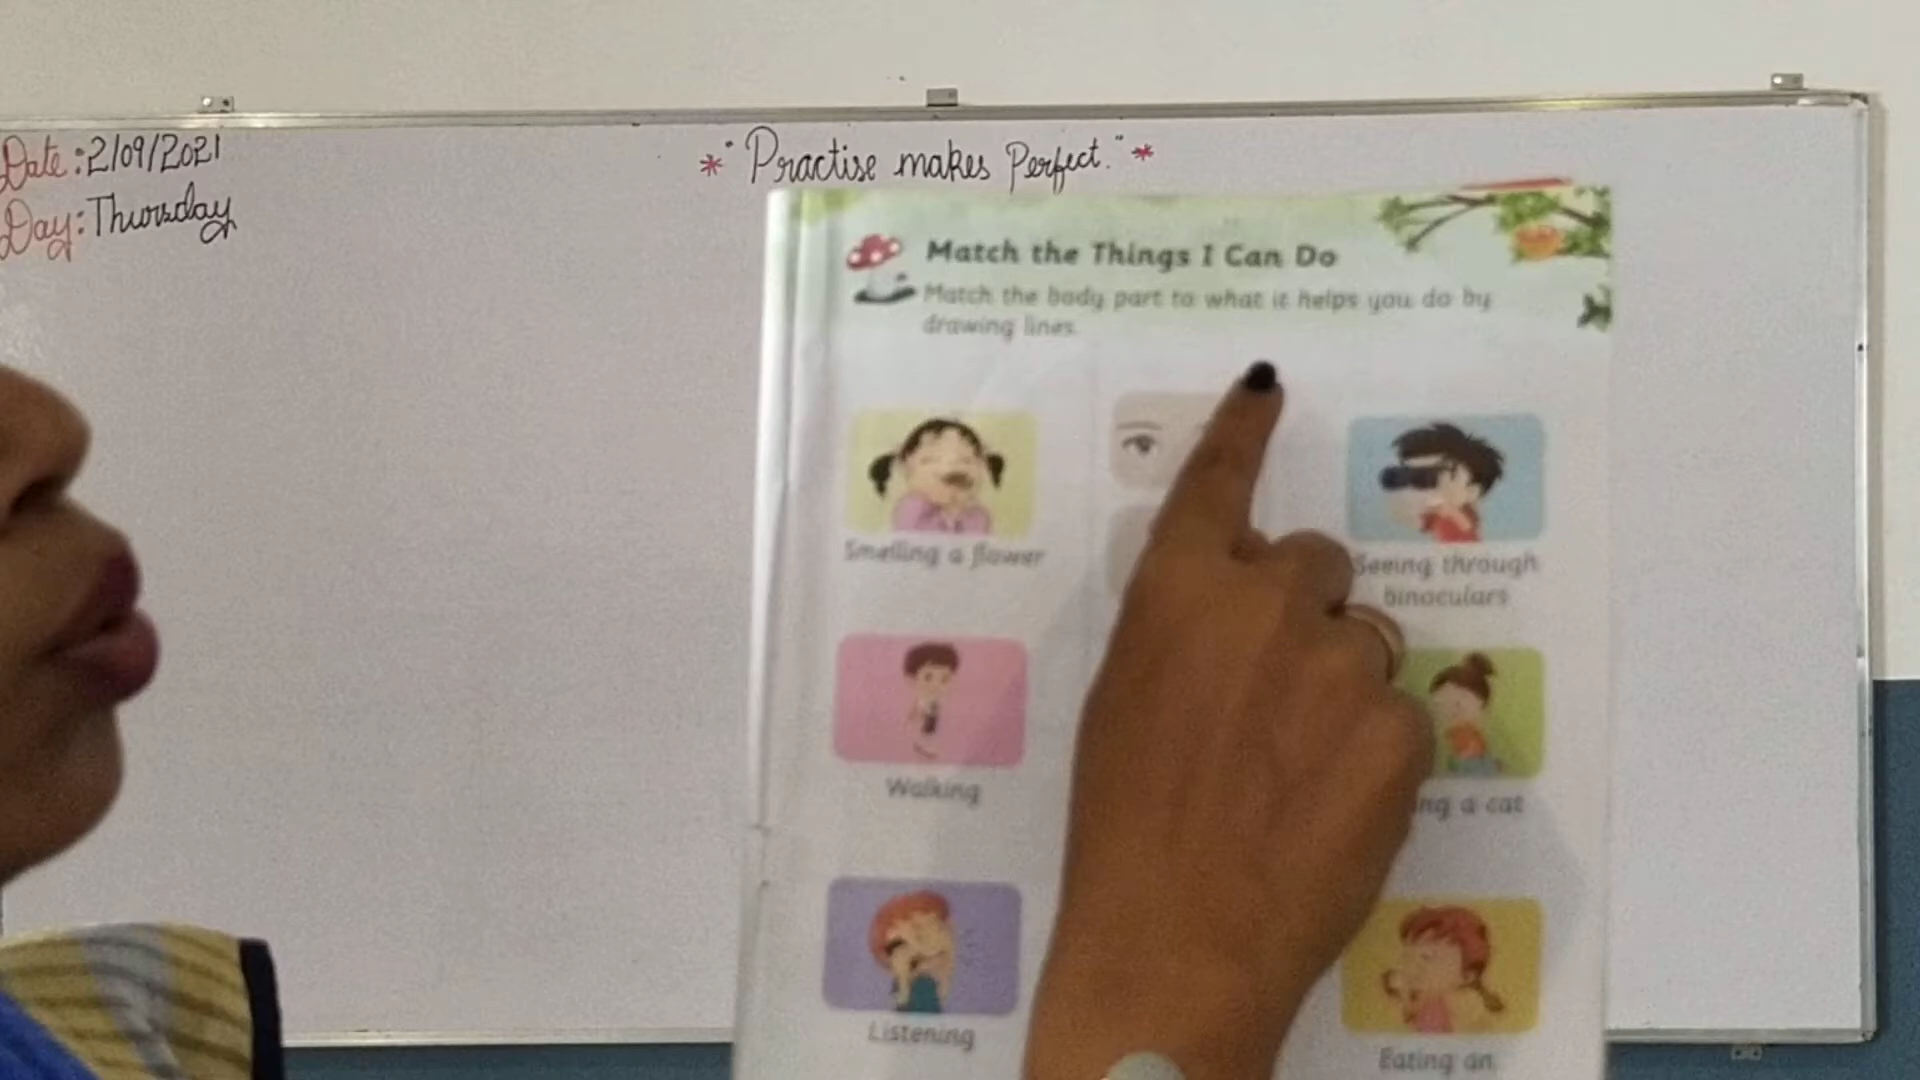 Date: 2/09/2021
Day: Thursday
* "Practise makes Perfect." *
Match the Things I Can Do
Match the body part to what it helps you do by
drawing lines.
Smelling a flower
Seeing through
binoculars
Walking
a cat
Listening
Eating an